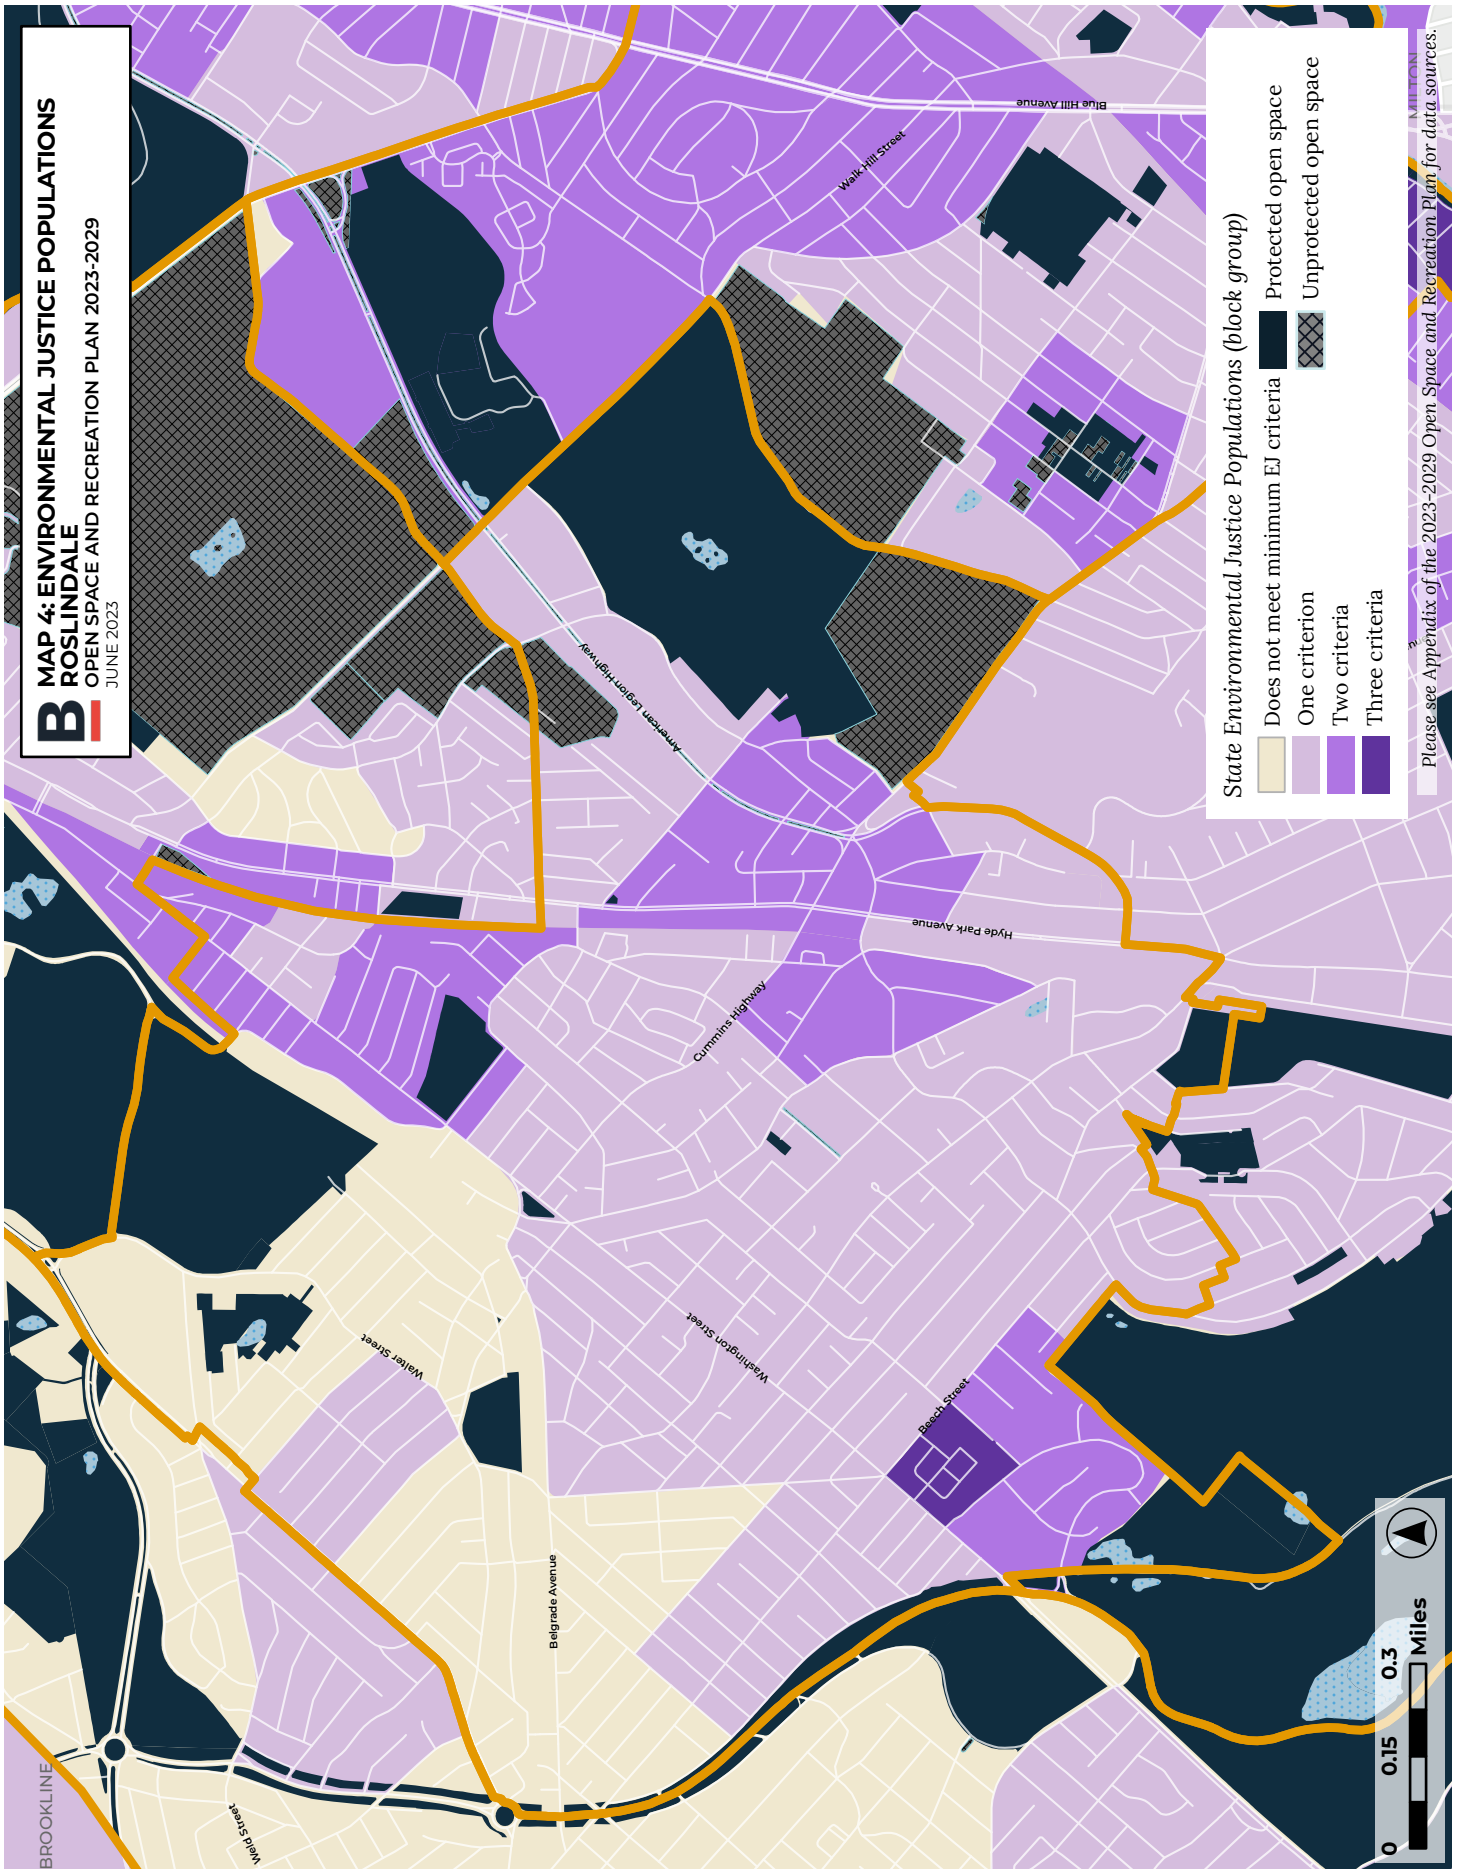 B
MAP 4: ENVIRONMENTAL JUSTICE POPULATIONS
ROSLINDALE
OPEN SPACE AND RECREATION PLAN 2023-2029
JUNE 2023
BROOKLINE
Weld Street
Walter Street
Belgrade Avenue
Washington Street
Beech Street
Cummins Highway
Hyde Park Avenue
American Legion Highway
Walk Hill Street
Blue Hill Avenue
MILTON
State Environmental Justice Populations (block group)
Does not meet minimum EJ criteria
One criterion
Two criteria
Three criteria
Protected open space
Unprotected open space
Please see Appendix of the 2023-2029 Open Space and Recreation Plan for data sources.
0 0.15 0.3
Miles